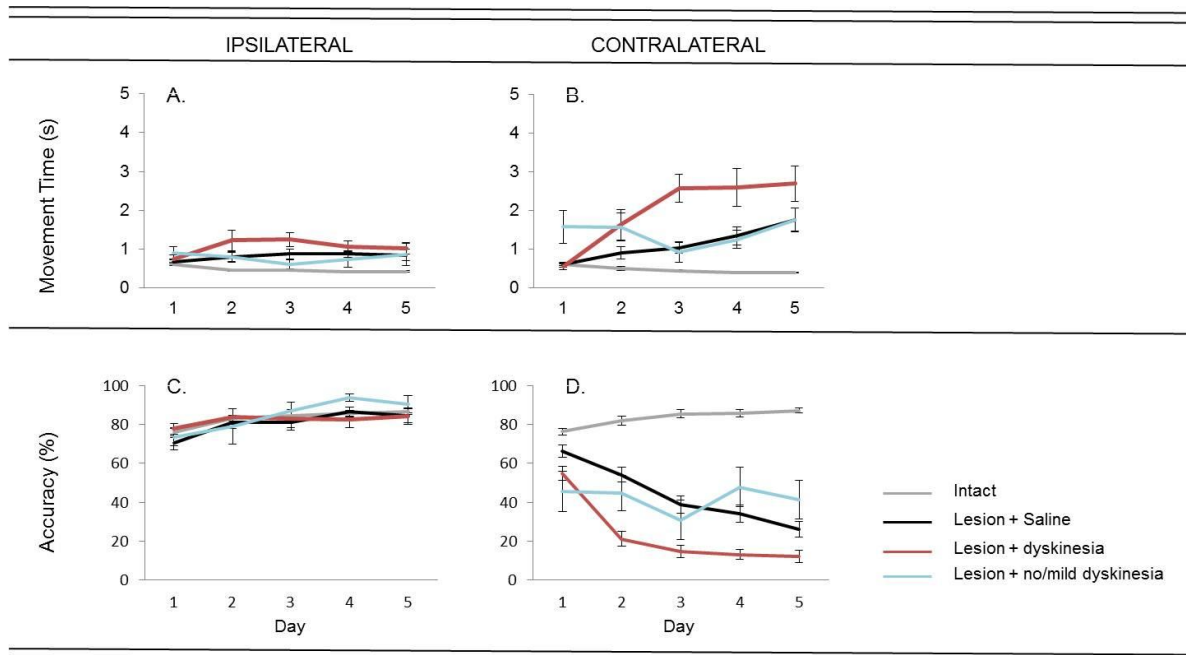 IPSILATERAL CONTRALATERAL
Movement Time (s)
A.
5
4
3
2
1
0
1 2 3 4 5
B.
5
4
3
2
1
0
1 2 3 4 5
Accuracy (%)
C.
100
80
60
40
20
0
1 2 3 4 5
Day
D.
100
80
60
40
20
0
1 2 3 4 5
Day
Intact
Lesion + Saline
Lesion + dyskinesia
Lesion + no/mild dyskinesia